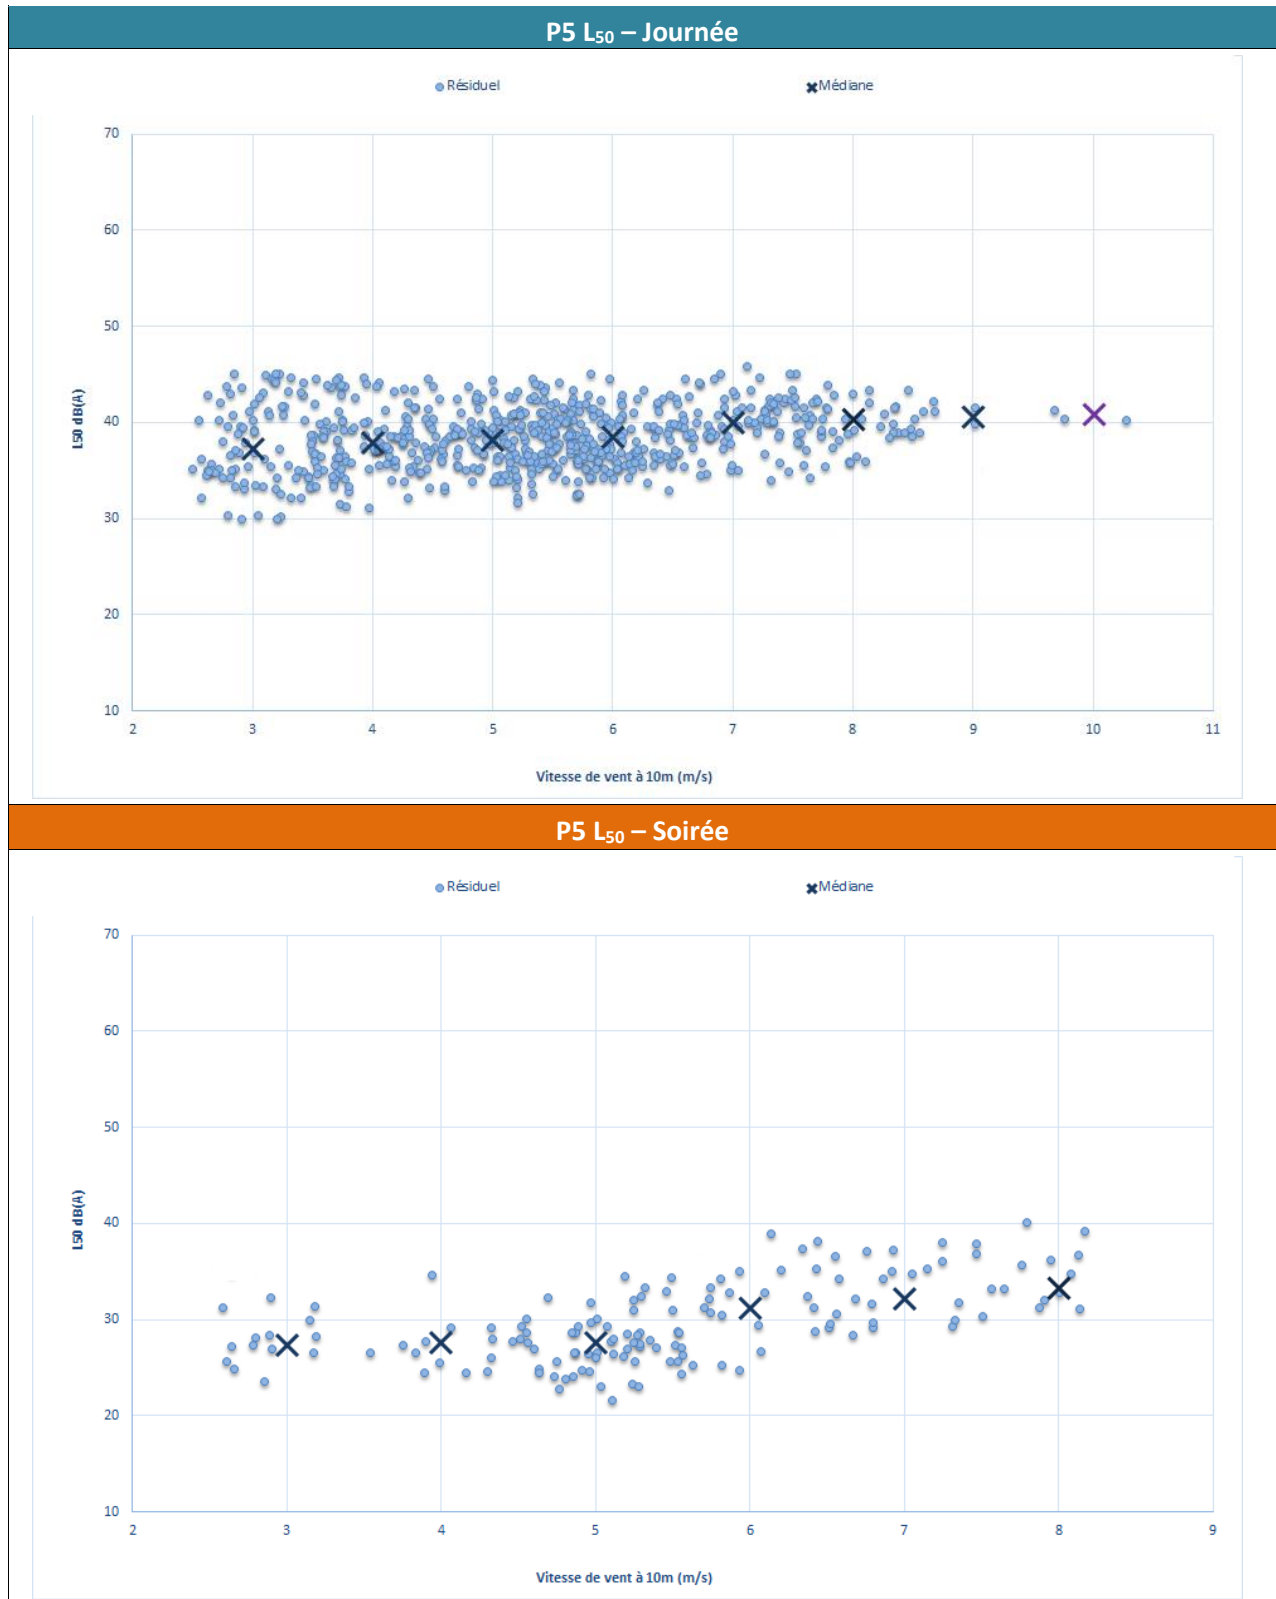 P5 L₅₀ – Journée
Résiduel Médiane
70
60
50
40
30
20
10
L50 dB(A)
2 3 4 5 6 7 8 9 10 11
Vitesse de vent à 10m (m/s)
P5 L₅₀ – Soirée
Résiduel Médiane
70
60
50
40
30
20
10
L50 dB(A)
2 3 4 5 6 7 8 9
Vitesse de vent à 10m (m/s)